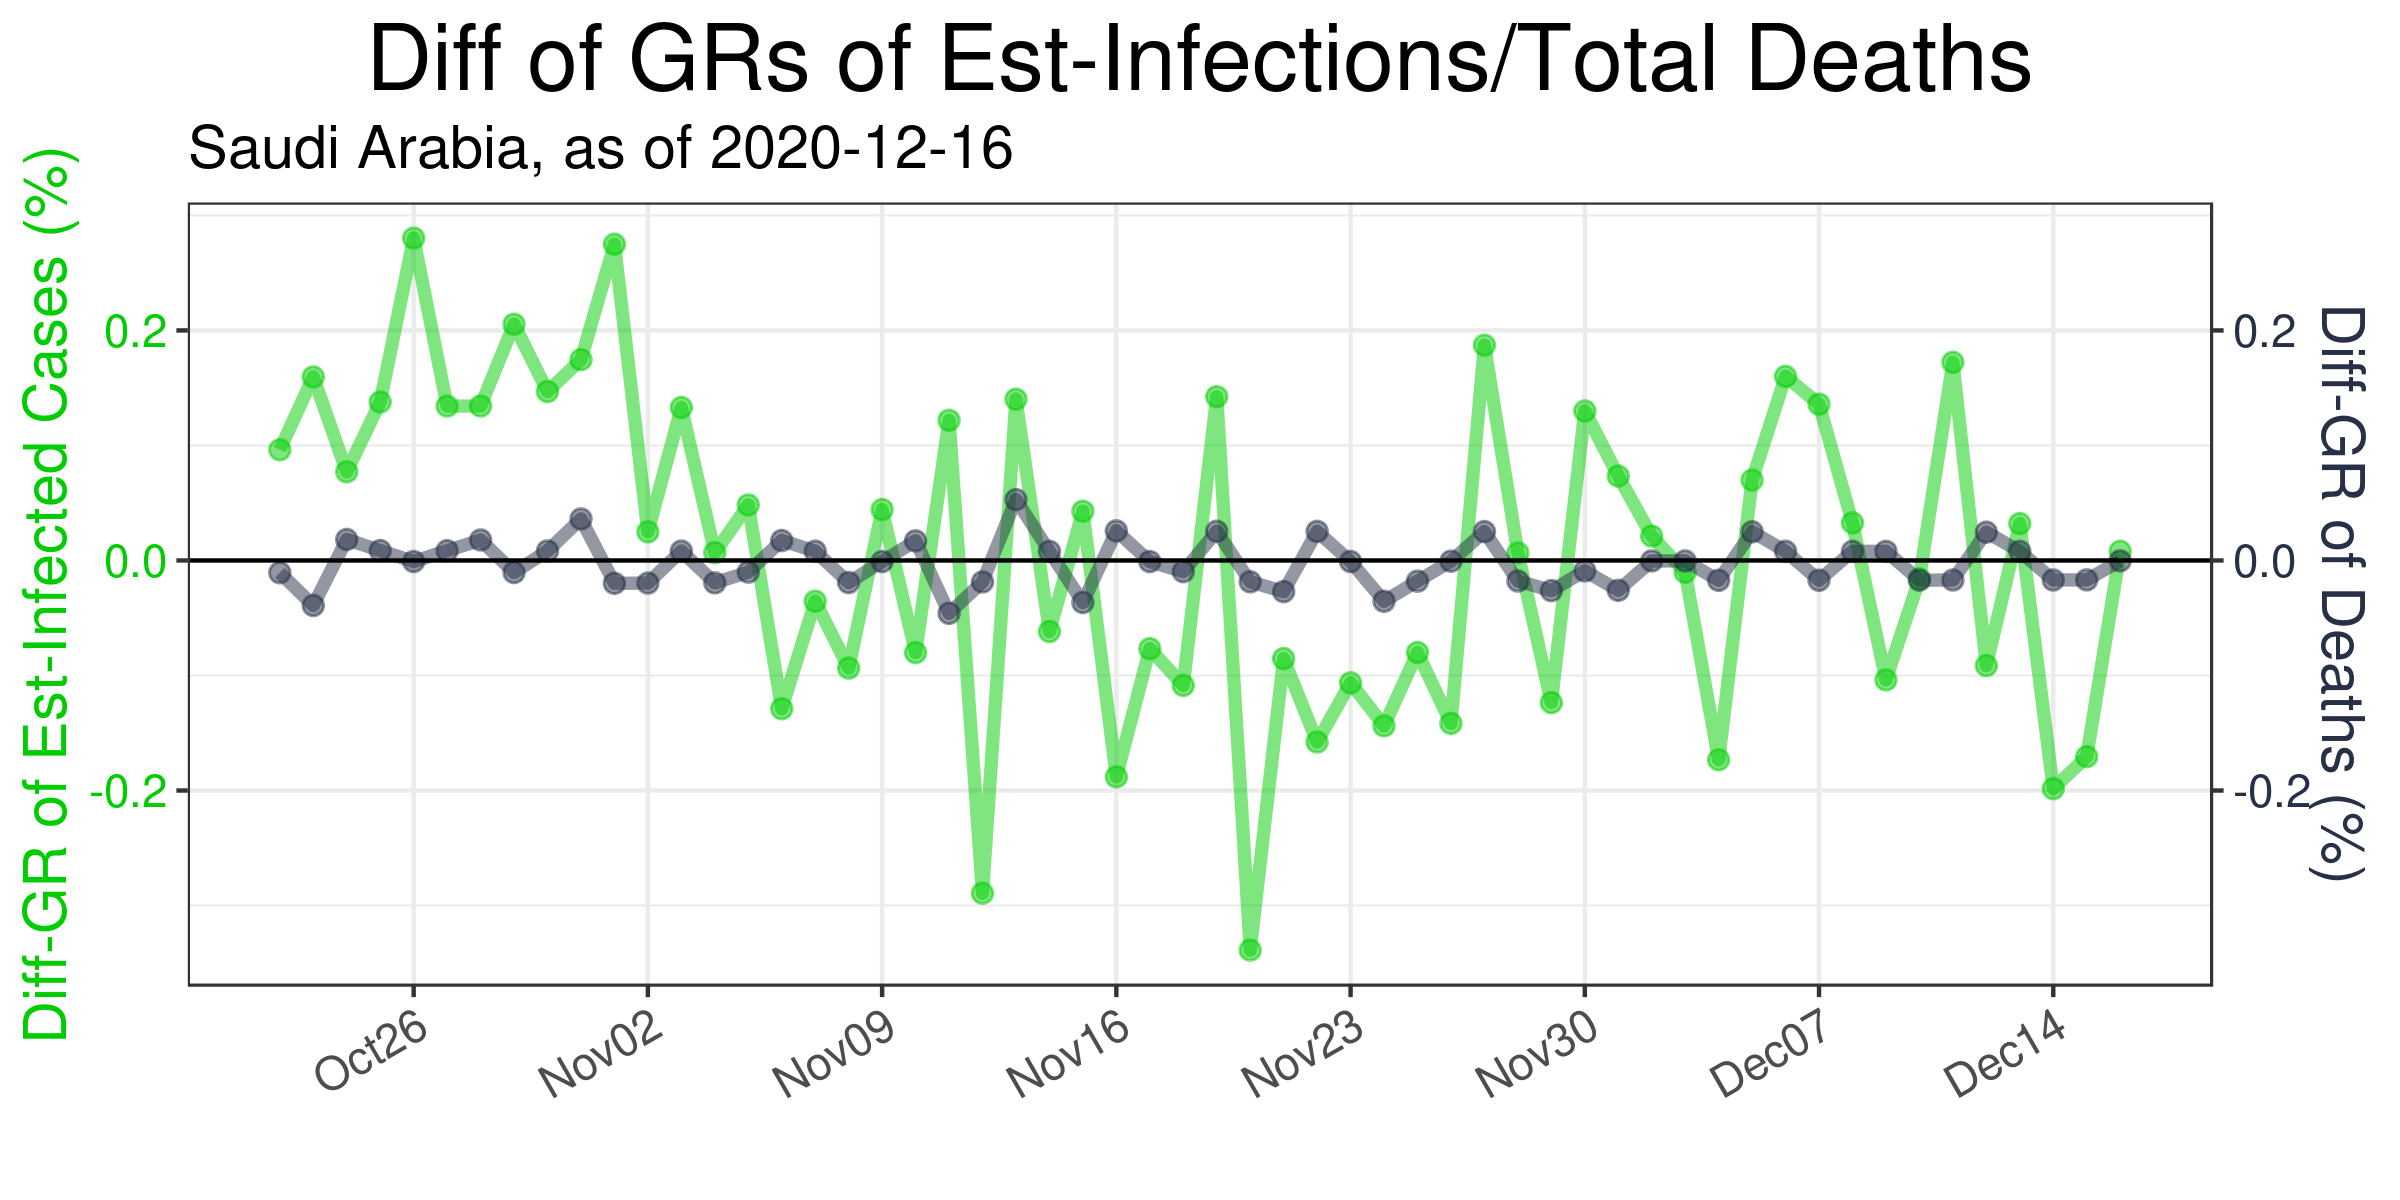 Diff of GRs of Est-Infections/Total Deaths
Saudi Arabia, as of 2020-12-16
Diff-GR of Est-Infected Cases (%)
0.2
0.0
-0.2
0.2
0.0
-0.2
Diff-GR of Deaths (%)
Oct26
Nov02
Nov09
Nov16
Nov23
Nov30
Dec07
Dec14